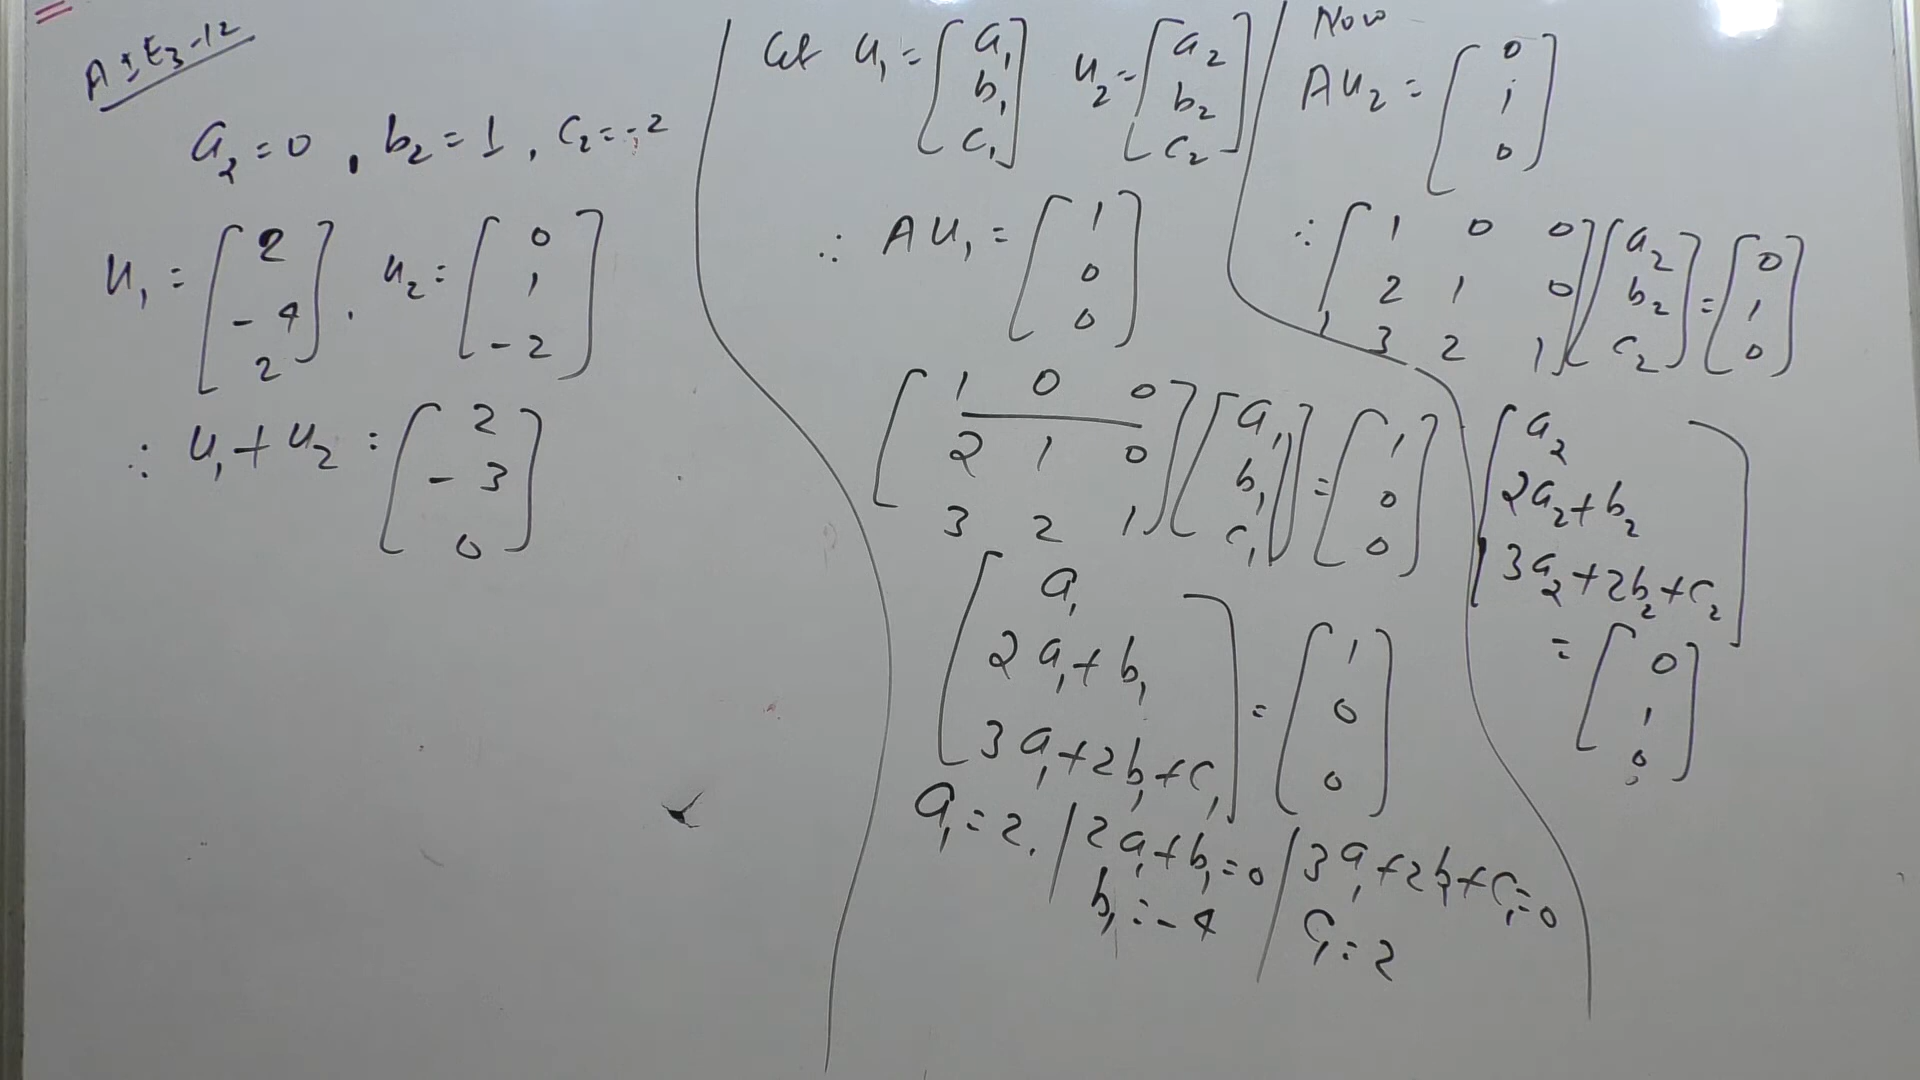 AIEE3-12
a₂ = 0 , b₂ = 1 , c₂ = -2
u₁ = [2 -4 2] . u₂ = [0 1 -2]
∴ u₁ + u₂ = [2 -3 0]
Let u₁ = [a₁ b₁ c₁] u₂ = [a₂ b₂ c₂]
∴ Au₁ = [1 0 0]
[1 0 0
2 1 0
3 2 1] [a₁ b₁ c₁] = [1 0 0]
[a₁
2a₁ + b₁
3a₁ + 2b₁ + c₁] = [1 0 0]
a₁ = 2. / 2a₁ + b₁ = 0 / 3a₁ + 2b₁ + c₁ = 0
b₁ = -4 / c₁ = 2
Now
Au₂ = [0 1 0]
∴ [1 0 0
2 1 0
3 2 1] [a₂ b₂ c₂] = [0 1 0]
[a₂
2a₂ + b₂
3a₂ + 2b₂ + c₂]
= [0 1 0]